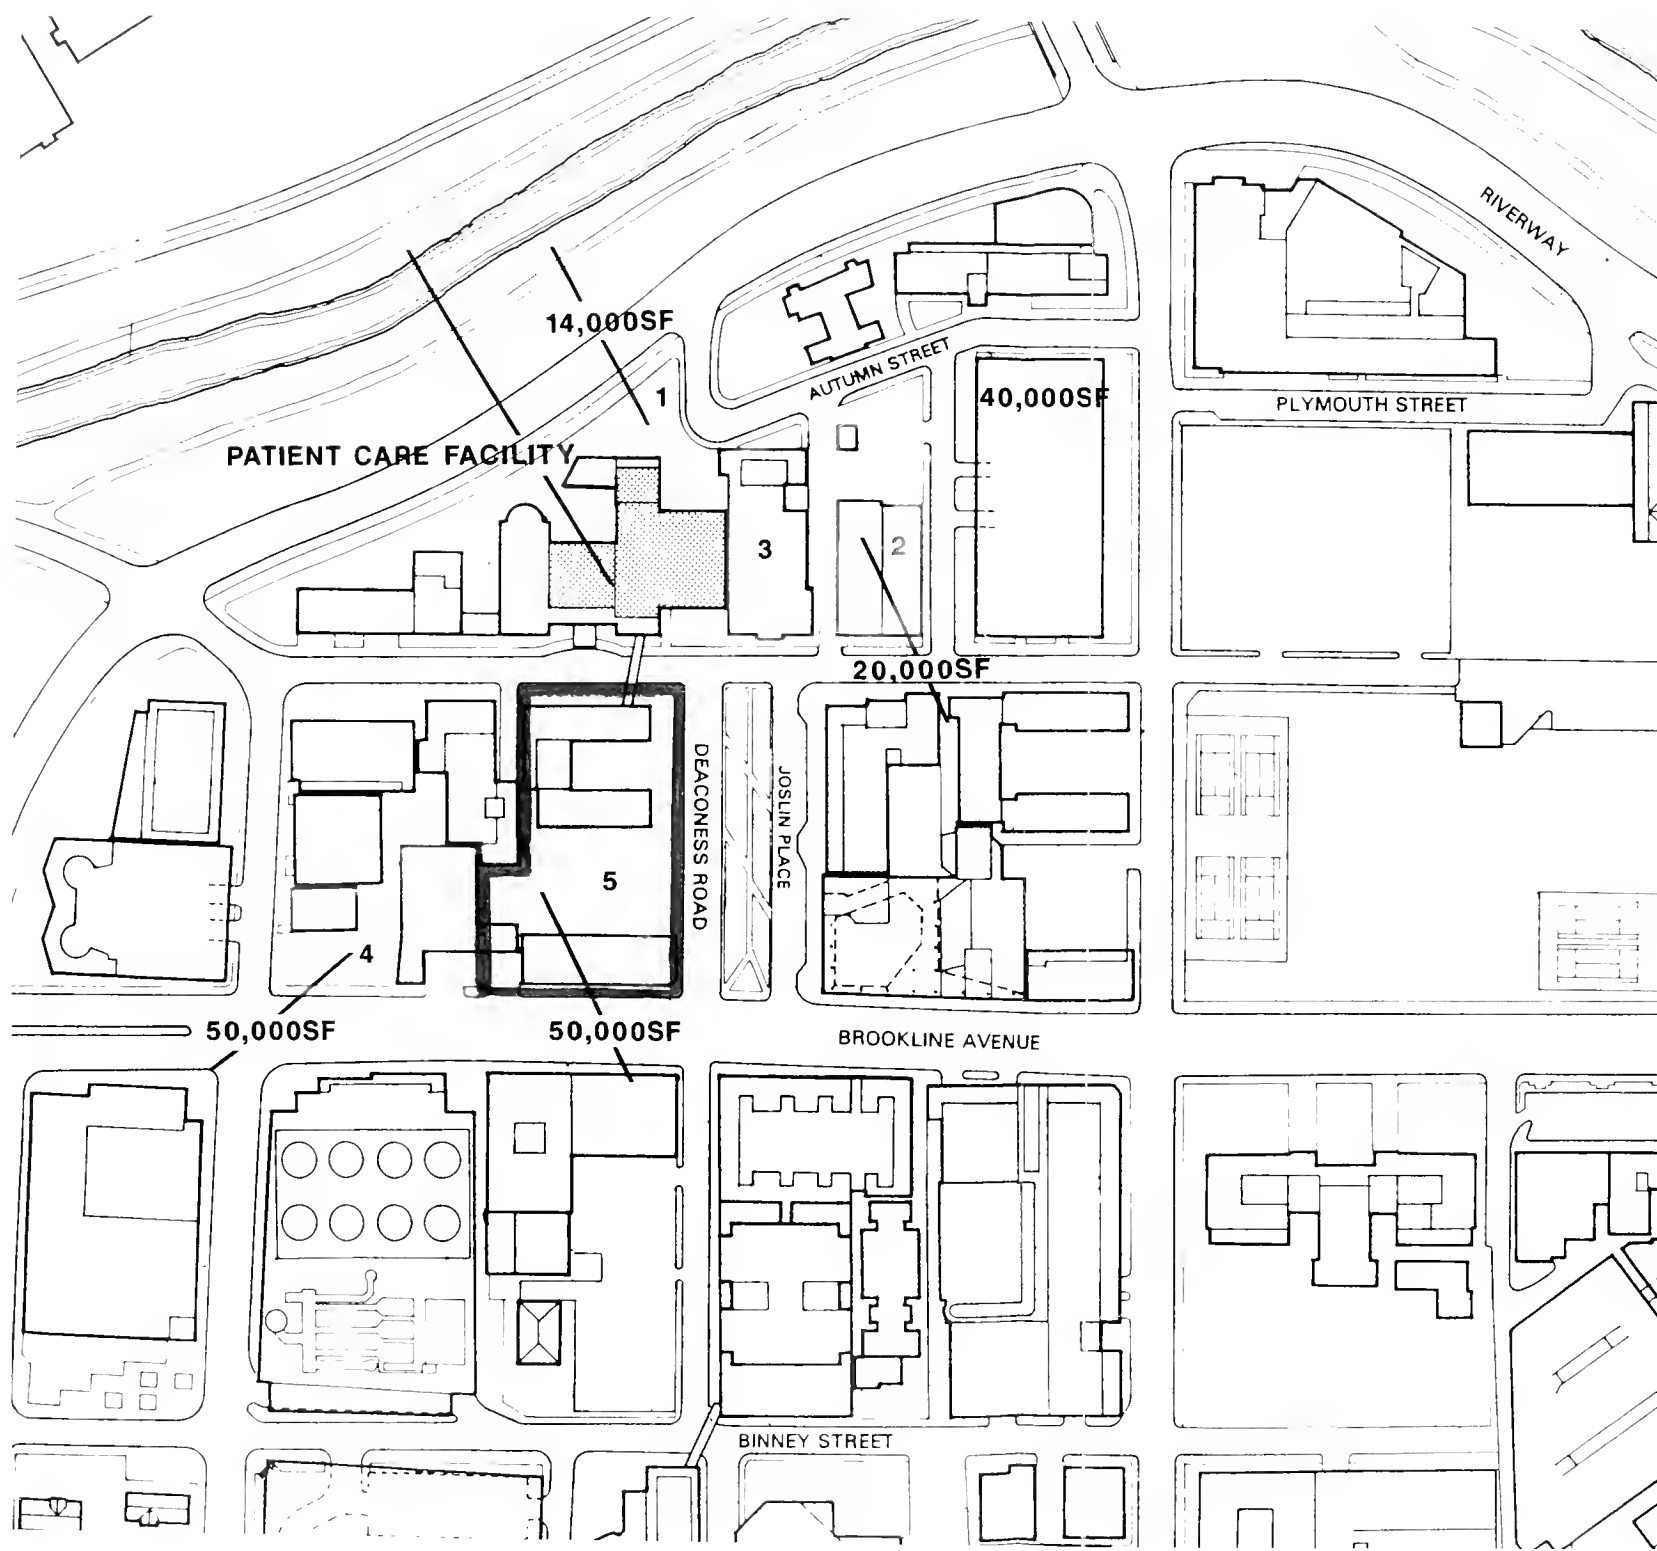 RIVERWAY
14,000SF
AUTUMN STREET
1
40,000SF
PLYMOUTH STREET
PATIENT CARE FACILITY
3
2
20,000SF
DEACONESS ROAD
JOSLIN PLACE
5
4
50,000SF
50,000SF
BROOKLINE AVENUE
BINNEY STREET